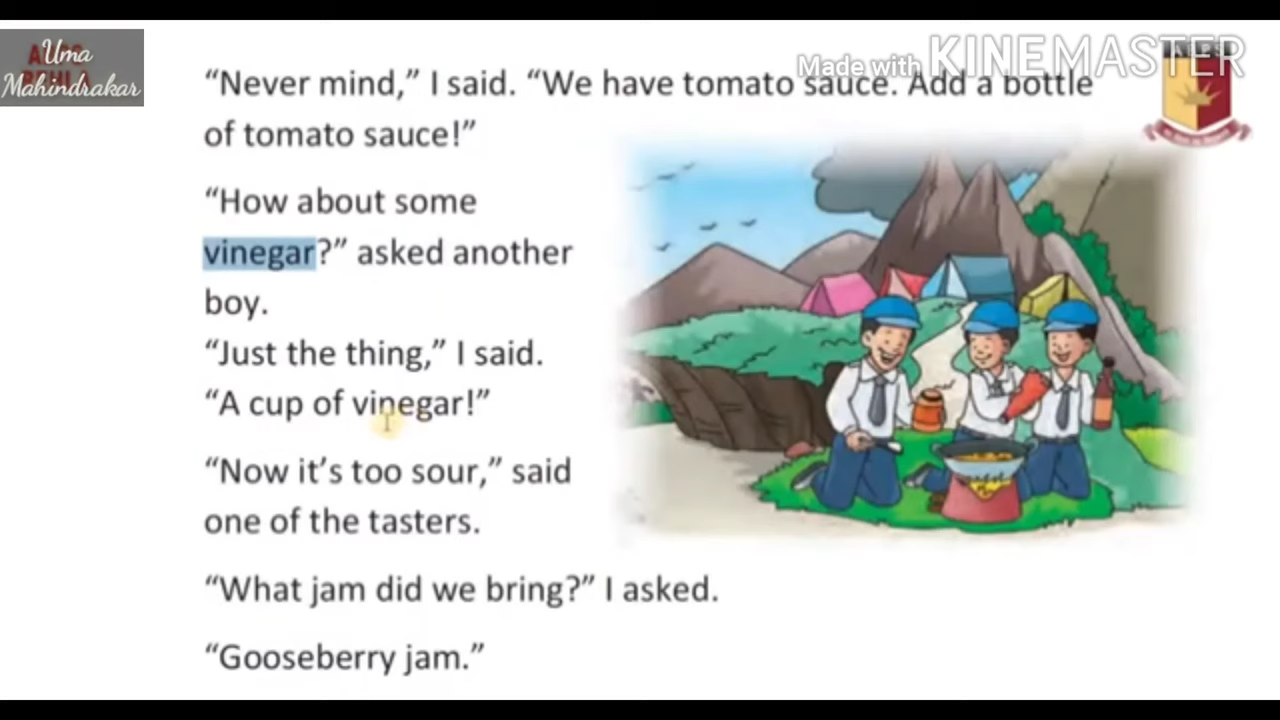 Uma
Mahindrakar
Made with KINEMASTER
“Never mind,” I said. “We have tomato sauce. Add a bottle
of tomato sauce!”
“How about some
vinegar?” asked another
boy.
“Just the thing,” I said.
“A cup of vinegar!”
“Now it’s too sour,” said
one of the tasters.
“What jam did we bring?” I asked.
“Gooseberry jam.”